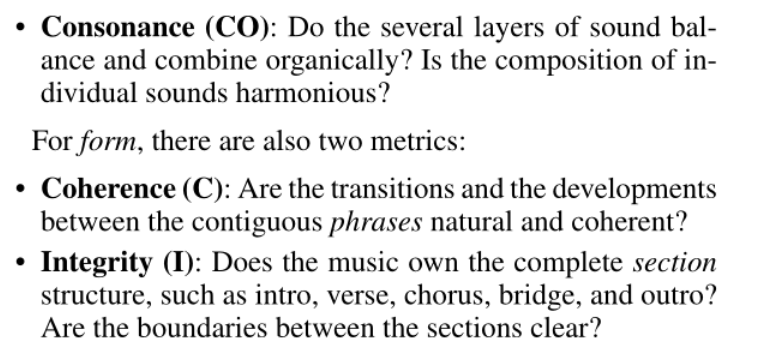 • Consonance (CO): Do the several layers of sound bal-
ance and combine organically? Is the composition of in-
dividual sounds harmonious?
For form, there are also two metrics:
• Coherence (C): Are the transitions and the developments
between the contiguous phrases natural and coherent?
• Integrity (I): Does the music own the complete section
structure, such as intro, verse, chorus, bridge, and outro?
Are the boundaries between the sections clear?